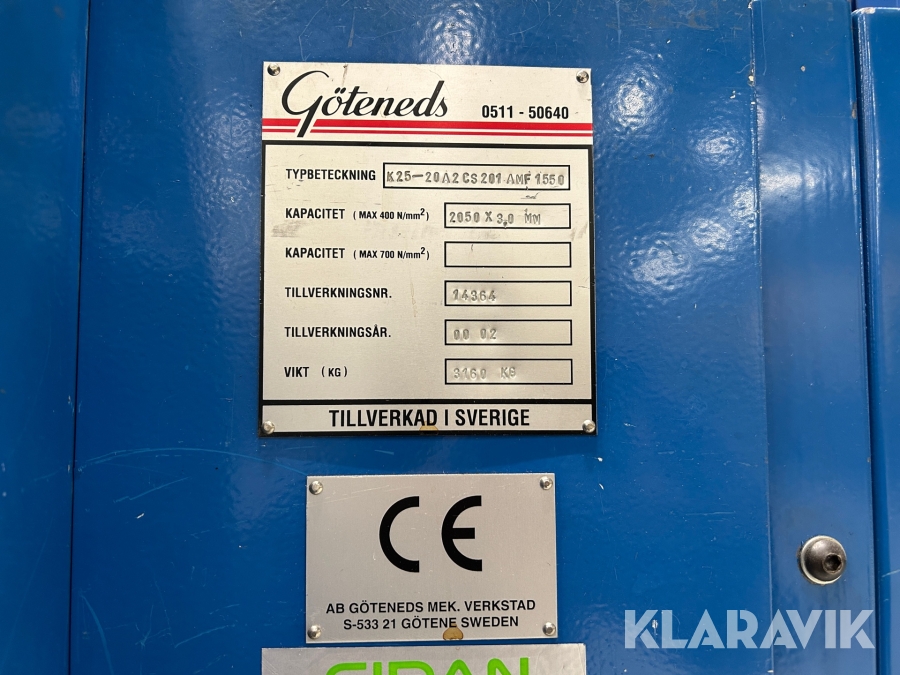 Göteneds 0511 - 50640
TYPBETECKNING K25-20A2CS201 AMF 1550
KAPACITET (MAX 400 N/mm²) 2050 X 3,0 MM
KAPACITET (MAX 700 N/mm²)
TILLVERKNINGSNR. 14364
TILLVERKNINGSÅR. 00 02
VIKT (KG) 3160 KG
TILLVERKAD I SVERIGE
CE
AB GÖTENEDS MEK. VERKSTAD
S-533 21 GÖTENE SWEDEN
KLARAVIK